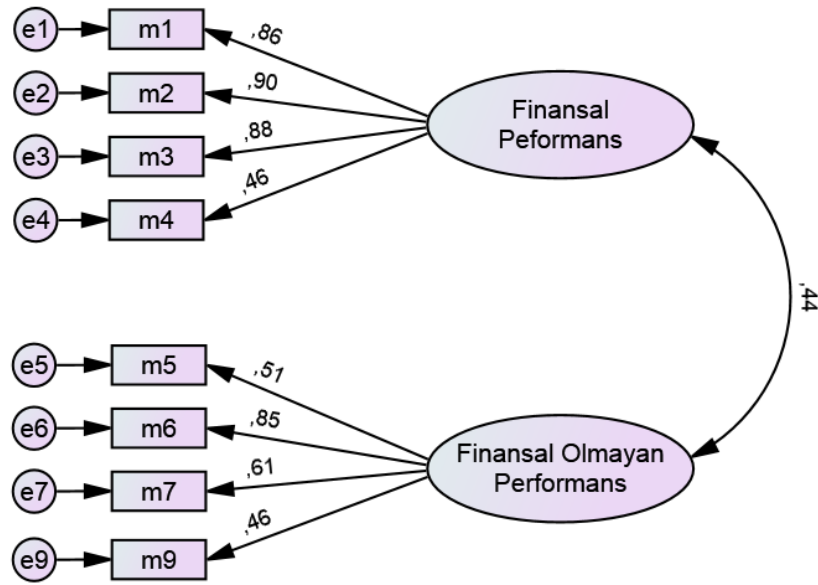 e1
m1
,86
e2
m2
,90
e3
m3
,88
e4
m4
,46
Finansal
Peformans
,44
e5
m5
,51
e6
m6
,85
e7
m7
,61
e9
m9
,46
Finansal Olmayan
Performans